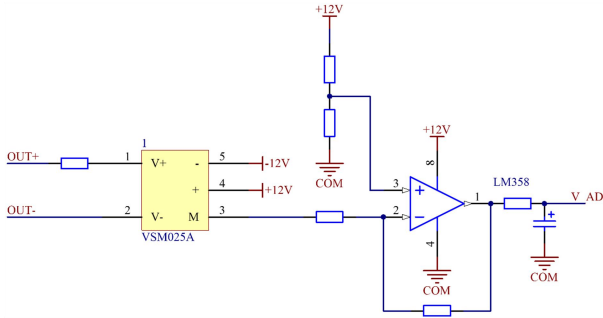 +12V
1
OUT+
1
V+
-
5
-12V
+
4
+12V
OUT-
2
V-
M
3
VSM025A
COM
+12V
8
3
+
2
-
1
LM358
V_AD
+
4
COM
COM